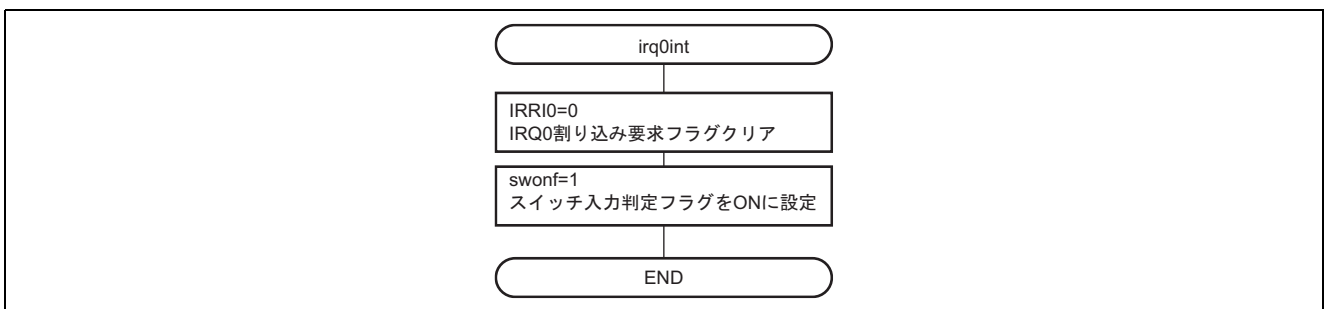 irq0int
IRRI0=0
IRQ0割り込み要求フラグクリア
swonf=1
スイッチ入力判定フラグをONに設定
END